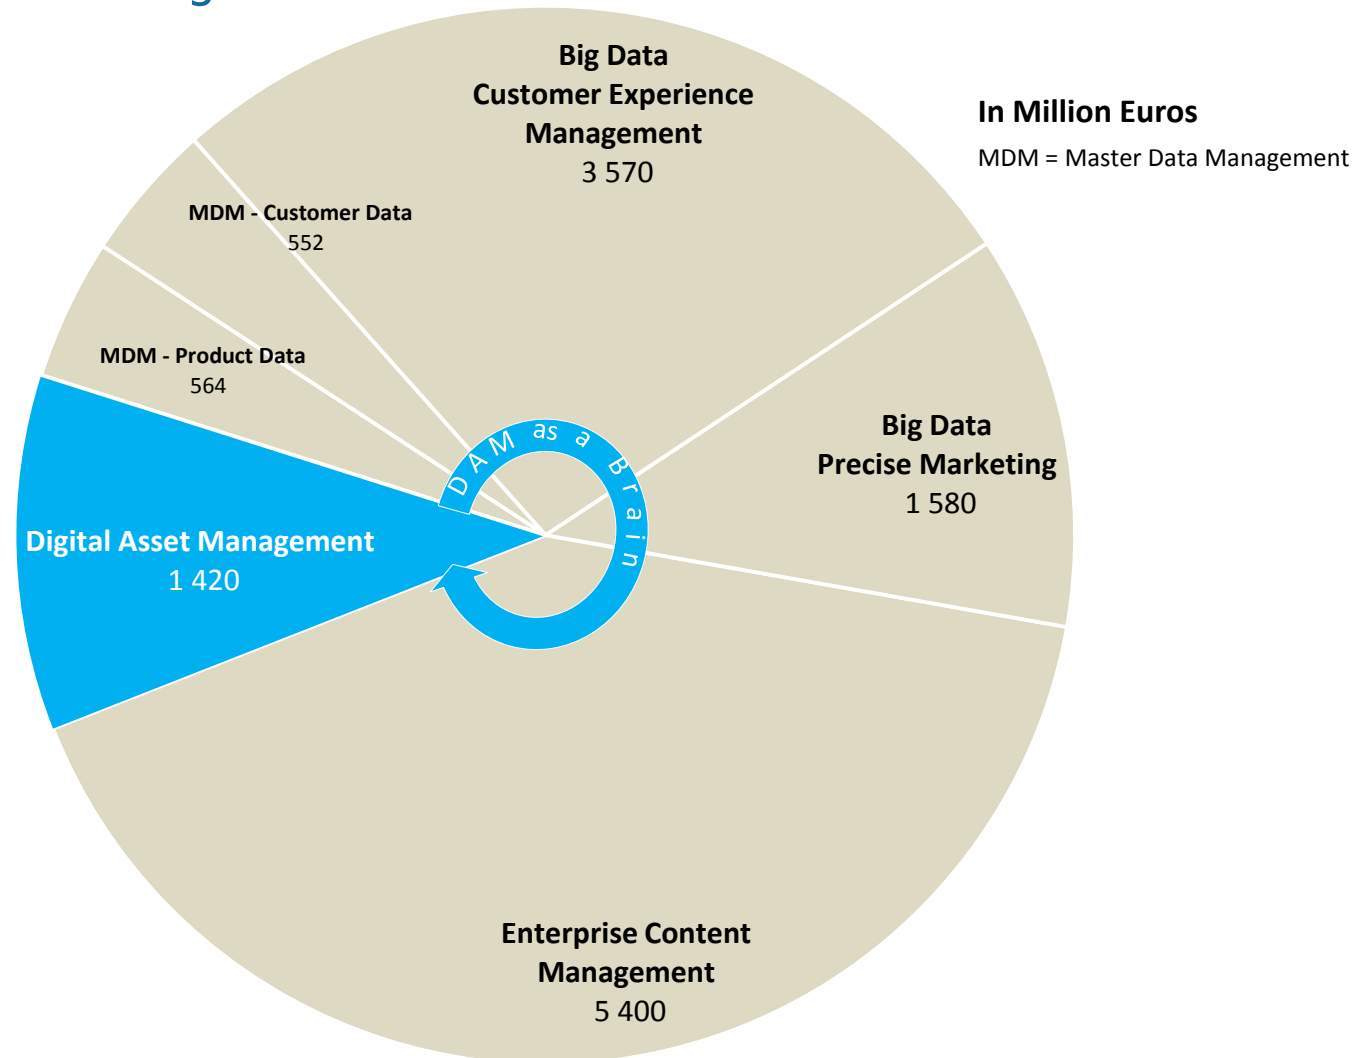 Big Data
Customer Experience
Management
3 570
In Million Euros
MDM = Master Data Management
MDM - Customer Data
552
MDM - Product Data
564
Big Data
Precise Marketing
1 580
DAM as a Brain
Digital Asset Management
1 420
Enterprise Content
Management
5 400